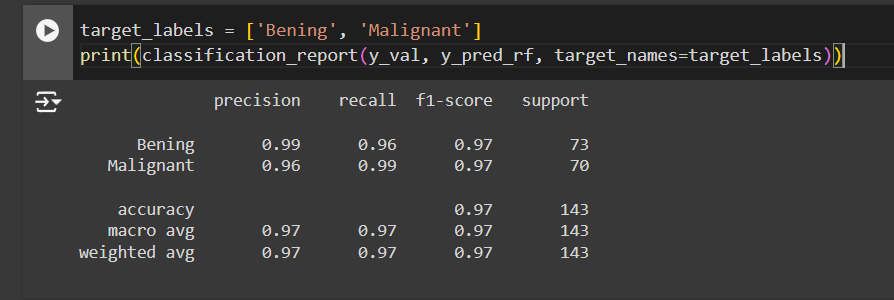 target_labels = ['Bening', 'Malignant']
print(classification_report(y_val, y_pred_rf, target_names=target_labels))
precision recall f1-score support
Bening 0.99 0.96 0.97 73
Malignant 0.96 0.99 0.97 70
accuracy 0.97 143
macro avg 0.97 0.97 0.97 143
weighted avg 0.97 0.97 0.97 143